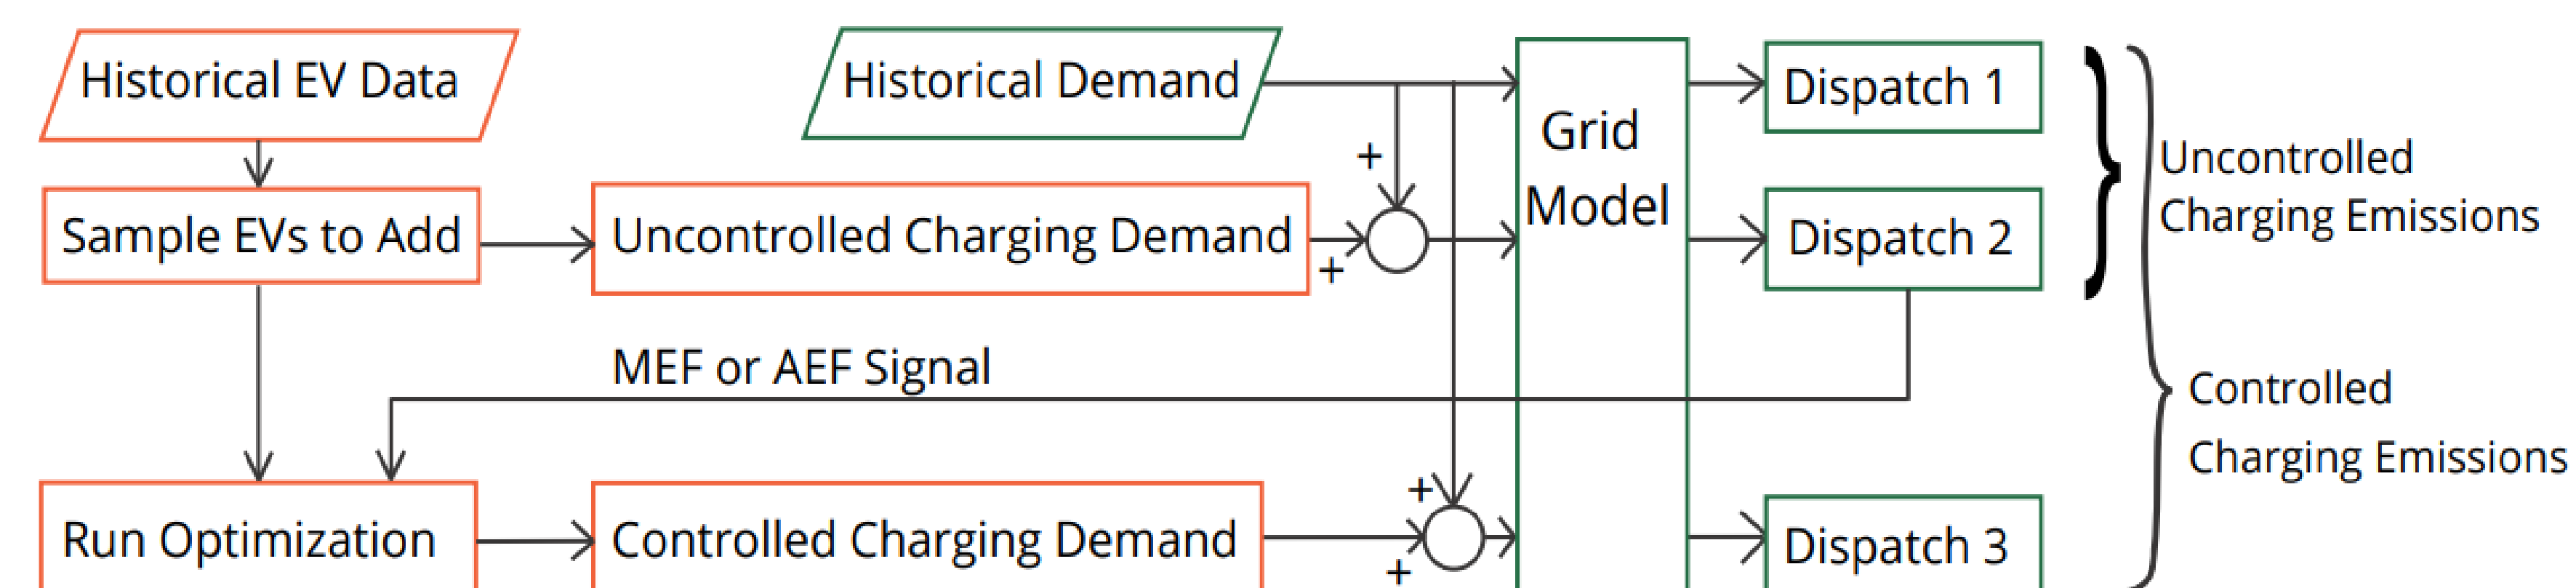 Historical EV Data
Historical Demand
Grid
Model
Dispatch 1
Uncontrolled
Charging Emissions
+
Sample EVs to Add
Uncontrolled Charging Demand
+
Dispatch 2
MEF or AEF Signal
Controlled
Charging Emissions
+
Run Optimization
Controlled Charging Demand
+
Dispatch 3